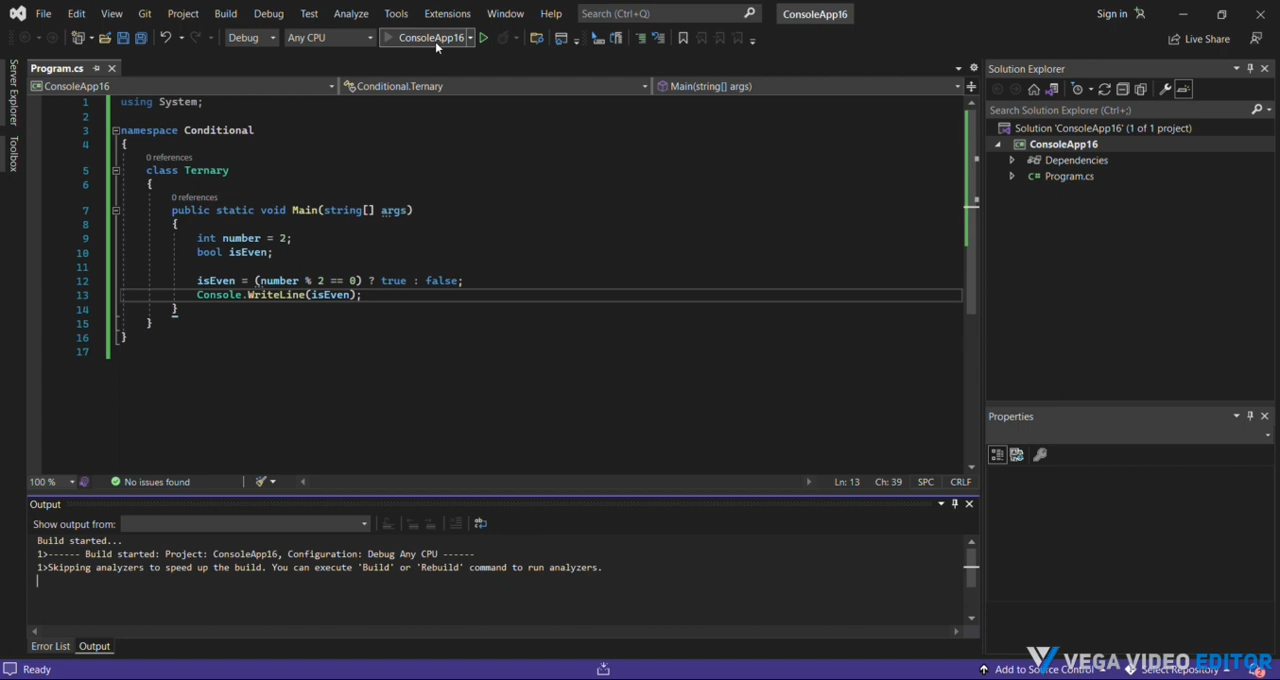 File Edit View Git Project Build Debug Test Analyze Tools Extensions Window Help Search (Ctrl+Q) ConsoleApp16 Sign in
Debug Any CPU ConsoleApp16 Live Share
Server Explorer
Toolbox
Program.cs
ConsoleApp16 Conditional.Ternary Main(string[] args)
1 using System;
2
3 namespace Conditional
4 {
0 references
5 class Ternary
6 {
0 references
7 public static void Main(string[] args)
8 {
9 int number = 2;
10 bool isEven;
11
12 isEven = (number % 2 == 0) ? true : false;
13 Console.WriteLine(isEven);
14 }
15 }
16 }
17
100 % No issues found Ln: 13 Ch: 39 SPC CRLF
Output
Show output from:
Build started...
1>------ Build started: Project: ConsoleApp16, Configuration: Debug Any CPU ------
1>Skipping analyzers to speed up the build. You can execute 'Build' or 'Rebuild' command to run analyzers.
Error List Output
Solution Explorer
Search Solution Explorer (Ctrl+;)
Solution 'ConsoleApp16' (1 of 1 project)
ConsoleApp16
Dependencies
C# Program.cs
Properties
Ready Add to Source Control Select Repository 2
VEGA VIDEO EDITOR